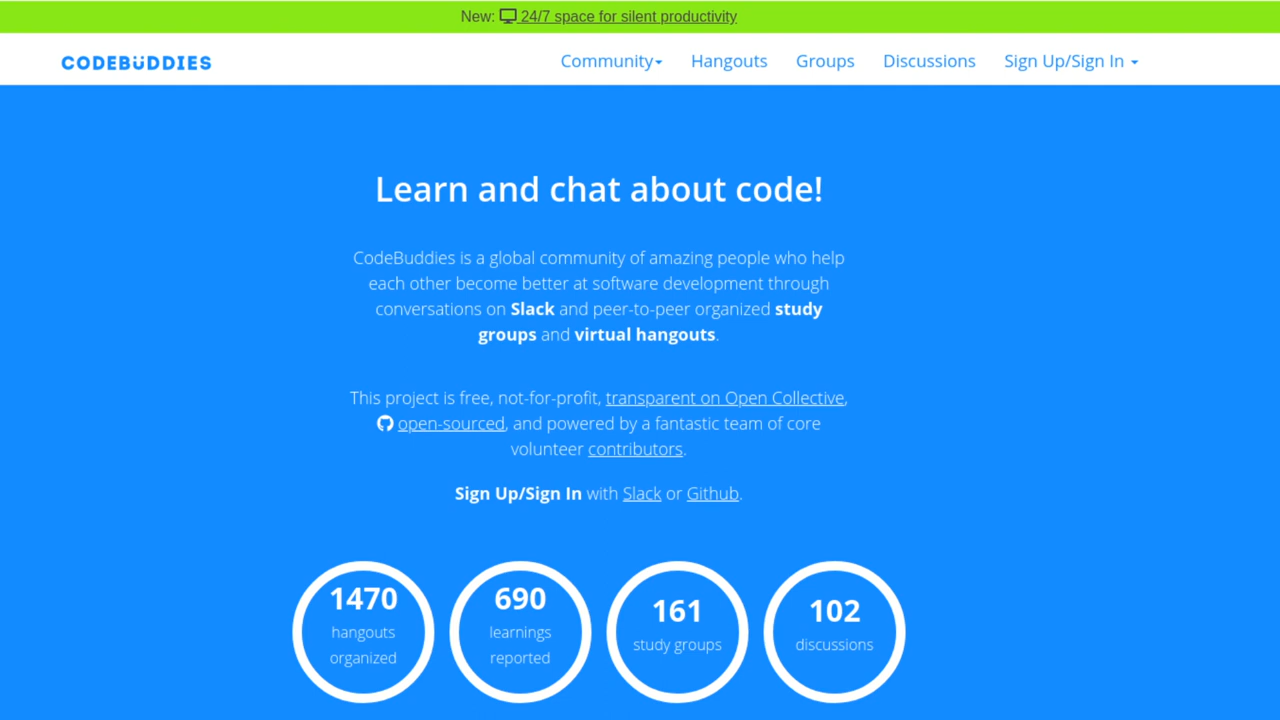 New: 24/7 space for silent productivity
CODEBUDDIES
Community
Hangouts
Groups
Discussions
Sign Up/Sign In
Learn and chat about code!
CodeBuddies is a global community of amazing people who help
each other become better at software development through
conversations on Slack and peer-to-peer organized study
groups and virtual hangouts.
This project is free, not-for-profit, transparent on Open Collective,
open-sourced, and powered by a fantastic team of core
volunteer contributors.
Sign Up/Sign In with Slack or Github.
1470
hangouts
organized
690
learnings
reported
161
study groups
102
discussions